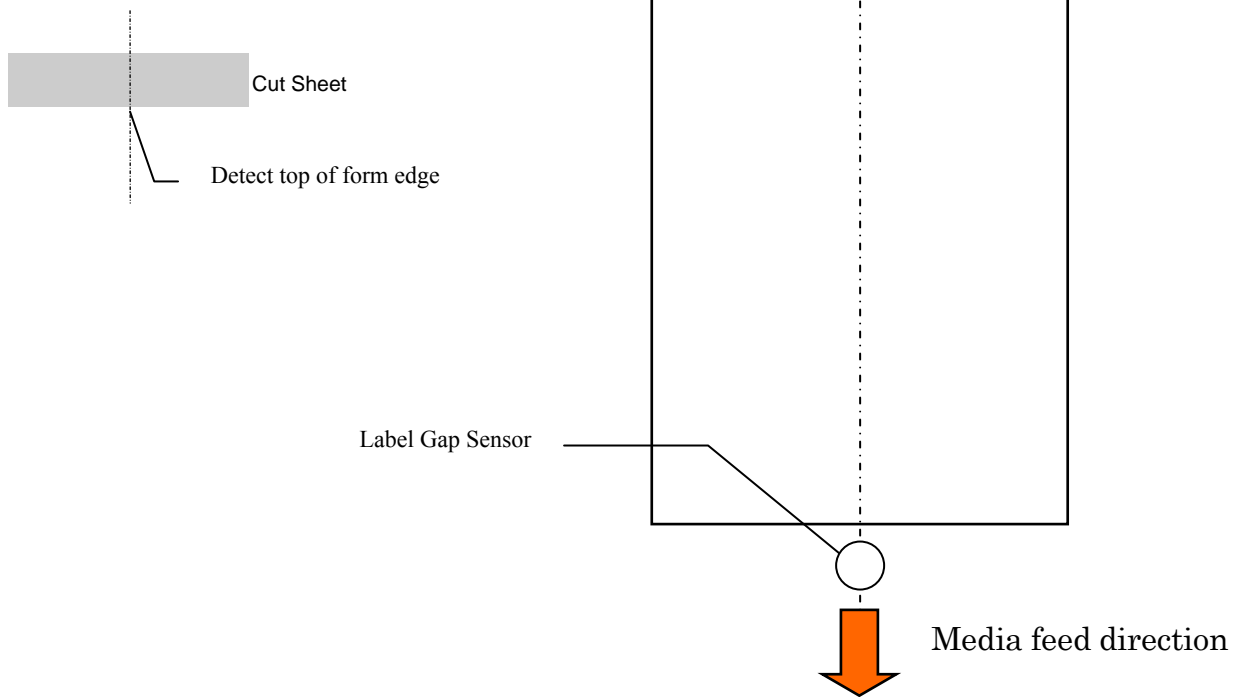 Cut Sheet
Detect top of form edge
Label Gap Sensor
Media feed direction